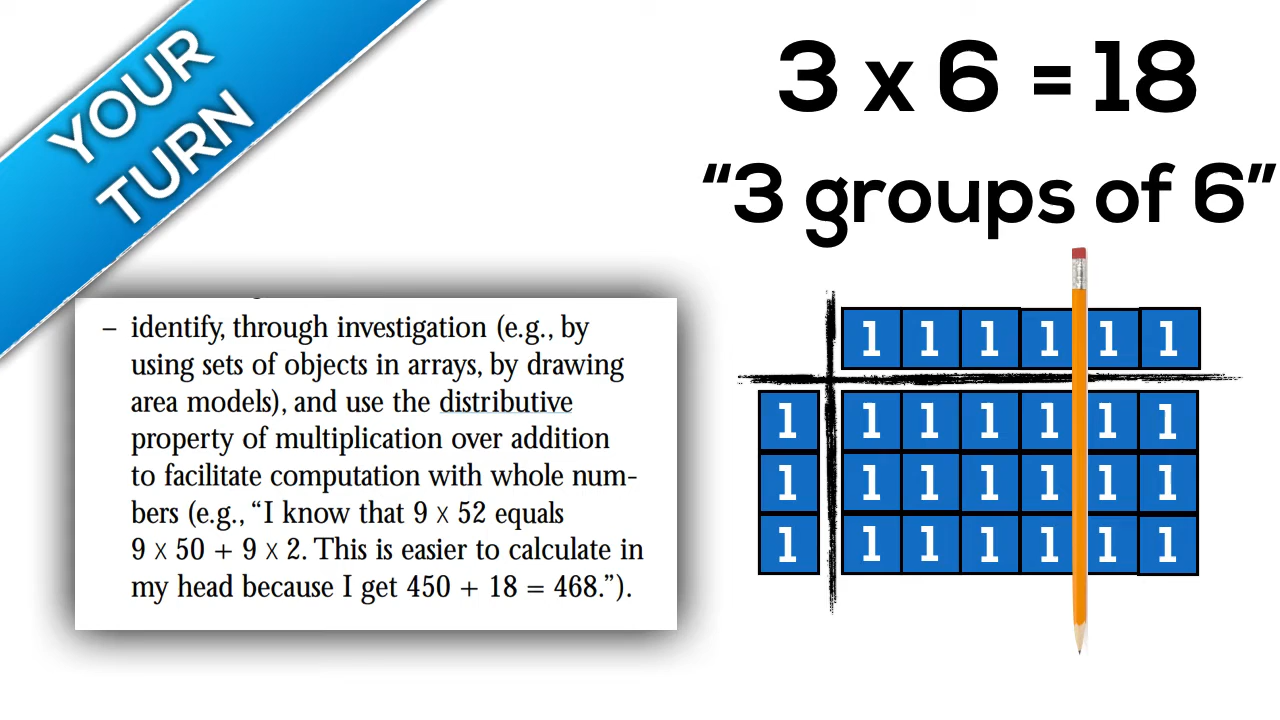 YOUR
TURN
3 x 6 = 18
“3 groups of 6”
– identify, through investigation (e.g., by
using sets of objects in arrays, by drawing
area models), and use the distributive
property of multiplication over addition
to facilitate computation with whole num-
bers (e.g., “I know that 9 × 52 equals
9 × 50 + 9 × 2. This is easier to calculate in
my head because I get 450 + 18 = 468.”).
1 1 1 1 1 1
1 1 1 1 1 1 1
1 1 1 1 1 1 1
1 1 1 1 1 1 1